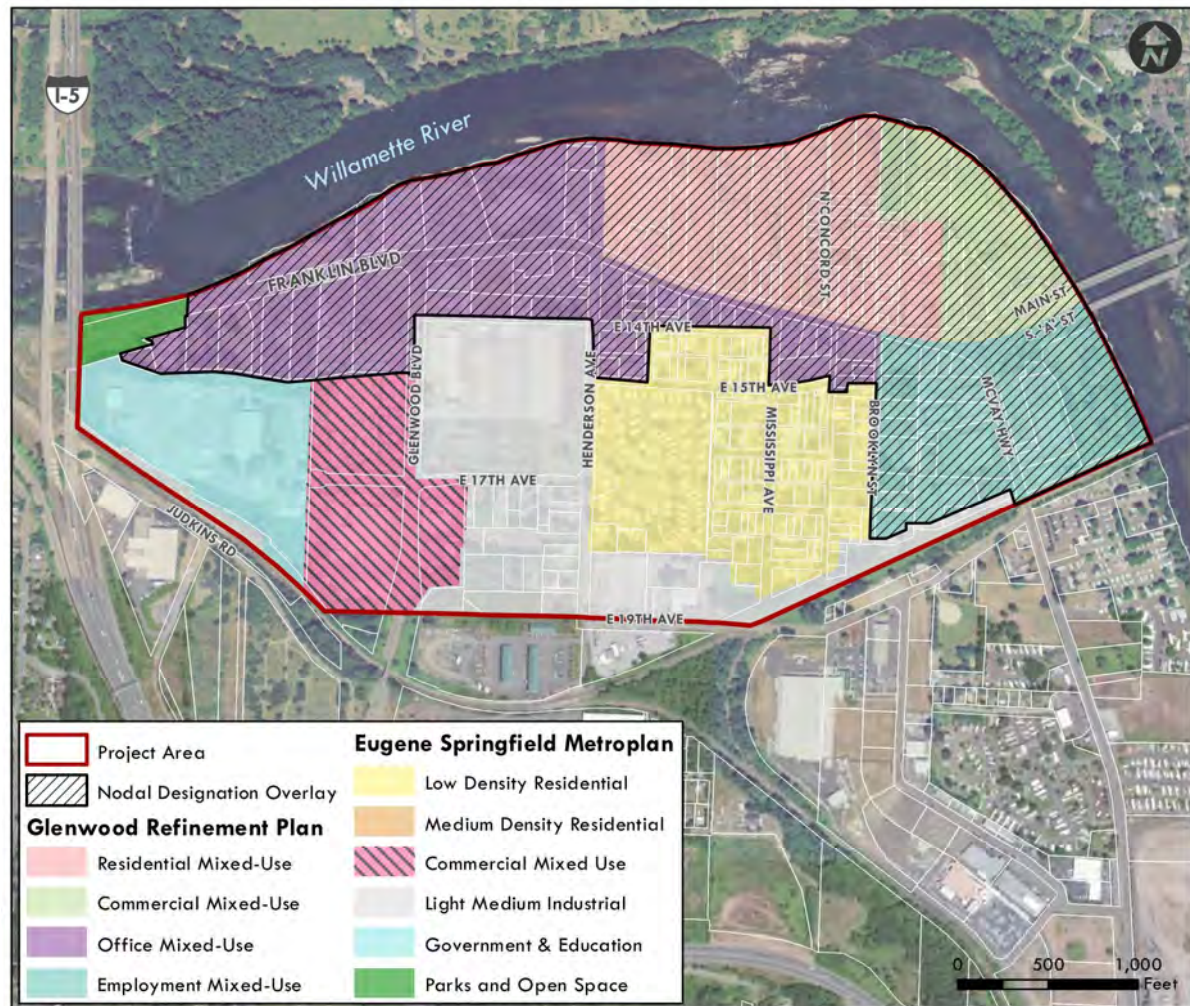 N
I-5
Willamette River
N CONCORD ST
FRANKLIN BLVD
MAIN ST
S. 'A' ST
E 14TH AVE
GLENWOOD BLVD
HENDERSON AVE
E 15TH AVE
MISSISSIPPI AVE
BROOKLYN ST
MCVAY HWY
E 17TH AVE
JUDKINS RD
E 19TH AVE
Project Area
Nodal Designation Overlay
Glenwood Refinement Plan
Residential Mixed-Use
Commercial Mixed-Use
Office Mixed-Use
Employment Mixed-Use
Eugene Springfield Metroplan
Low Density Residential
Medium Density Residential
Commercial Mixed Use
Light Medium Industrial
Government & Education
Parks and Open Space
0 500 1,000
Feet